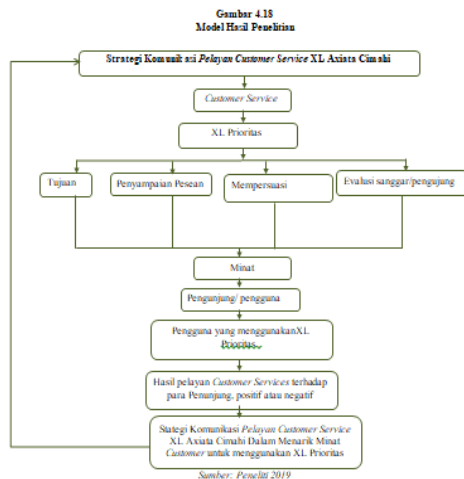 Gambar 4.18
Model Hasil Penelitian
Strategi Komunikasi Pelayan Customer Service XL Axiata Cimahi
Customer Service
XL Prioritas
Tujuan
Penyampaian Pesean
Mempersuasi
Evalusi sanggar/pengujung
Minat
Pengunjung/ pengguna
Pengguna yang menggunakanXL
Prioritas
Hasil pelayan Customer Services terhadap
para Penunjung, positif atau negatif
Stategi Komunikasi Pelayan Customer Service
XL Axiata Cimahi Dalam Menarik Minat
Customer untuk menggunakan XL Prioritas
Sumber: Peneliti 2019